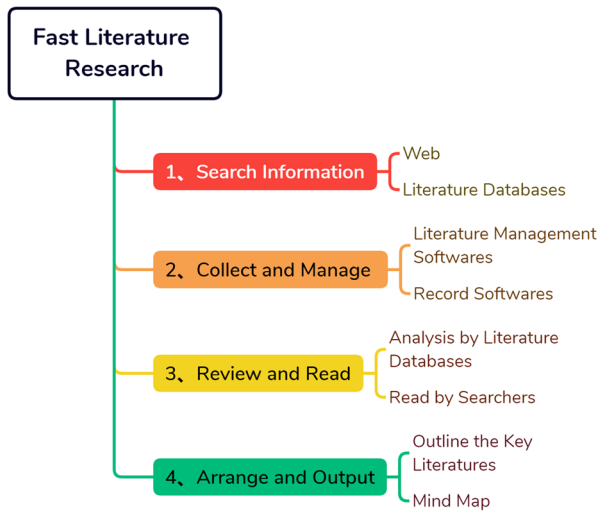 Fast Literature
Research
1、Search Information
Web
Literature Databases
2、Collect and Manage
Literature Management
Softwares
Record Softwares
3、Review and Read
Analysis by Literature
Databases
Read by Searchers
4、Arrange and Output
Outline the Key
Literatures
Mind Map